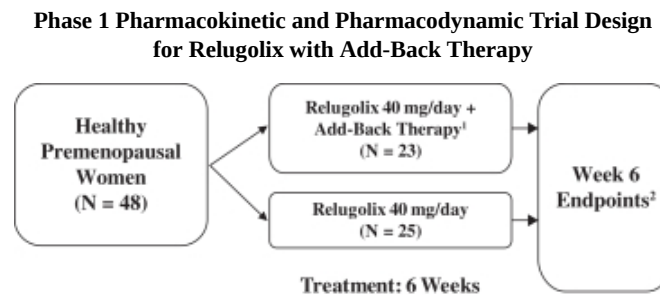 Phase 1 Pharmacokinetic and Pharmacodynamic Trial Design
for Relugolix with Add-Back Therapy
Healthy
Premenopausal
Women
(N = 48)
Relugolix 40 mg/day +
Add-Back Therapy¹
(N = 23)
Relugolix 40 mg/day
(N = 25)
Week 6
Endpoints²
Treatment: 6 Weeks